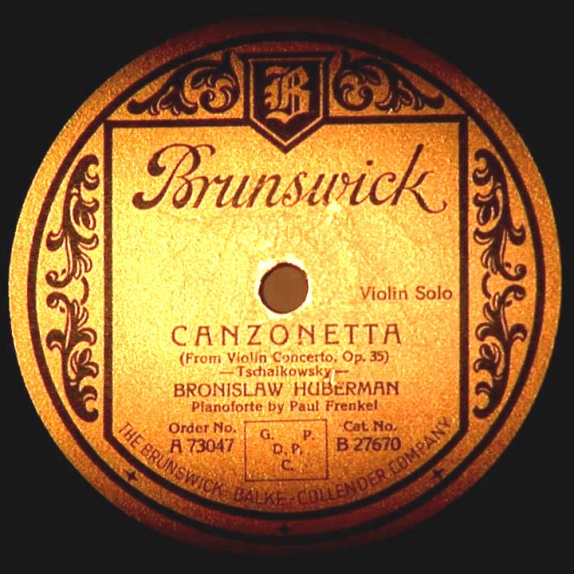 B
Brunswick
Violin Solo
CANZONETTA
(From Violin Concerto, Op. 35)
—Tschaikowsky—
BRONISLAW HUBERMAN
Pianoforte by Paul Frenkel
Order No.
A 73047
G. P.
D. P.
C.
Cat. No.
B 27670
THE BRUNSWICK-BALKE-COLLENDER COMPANY